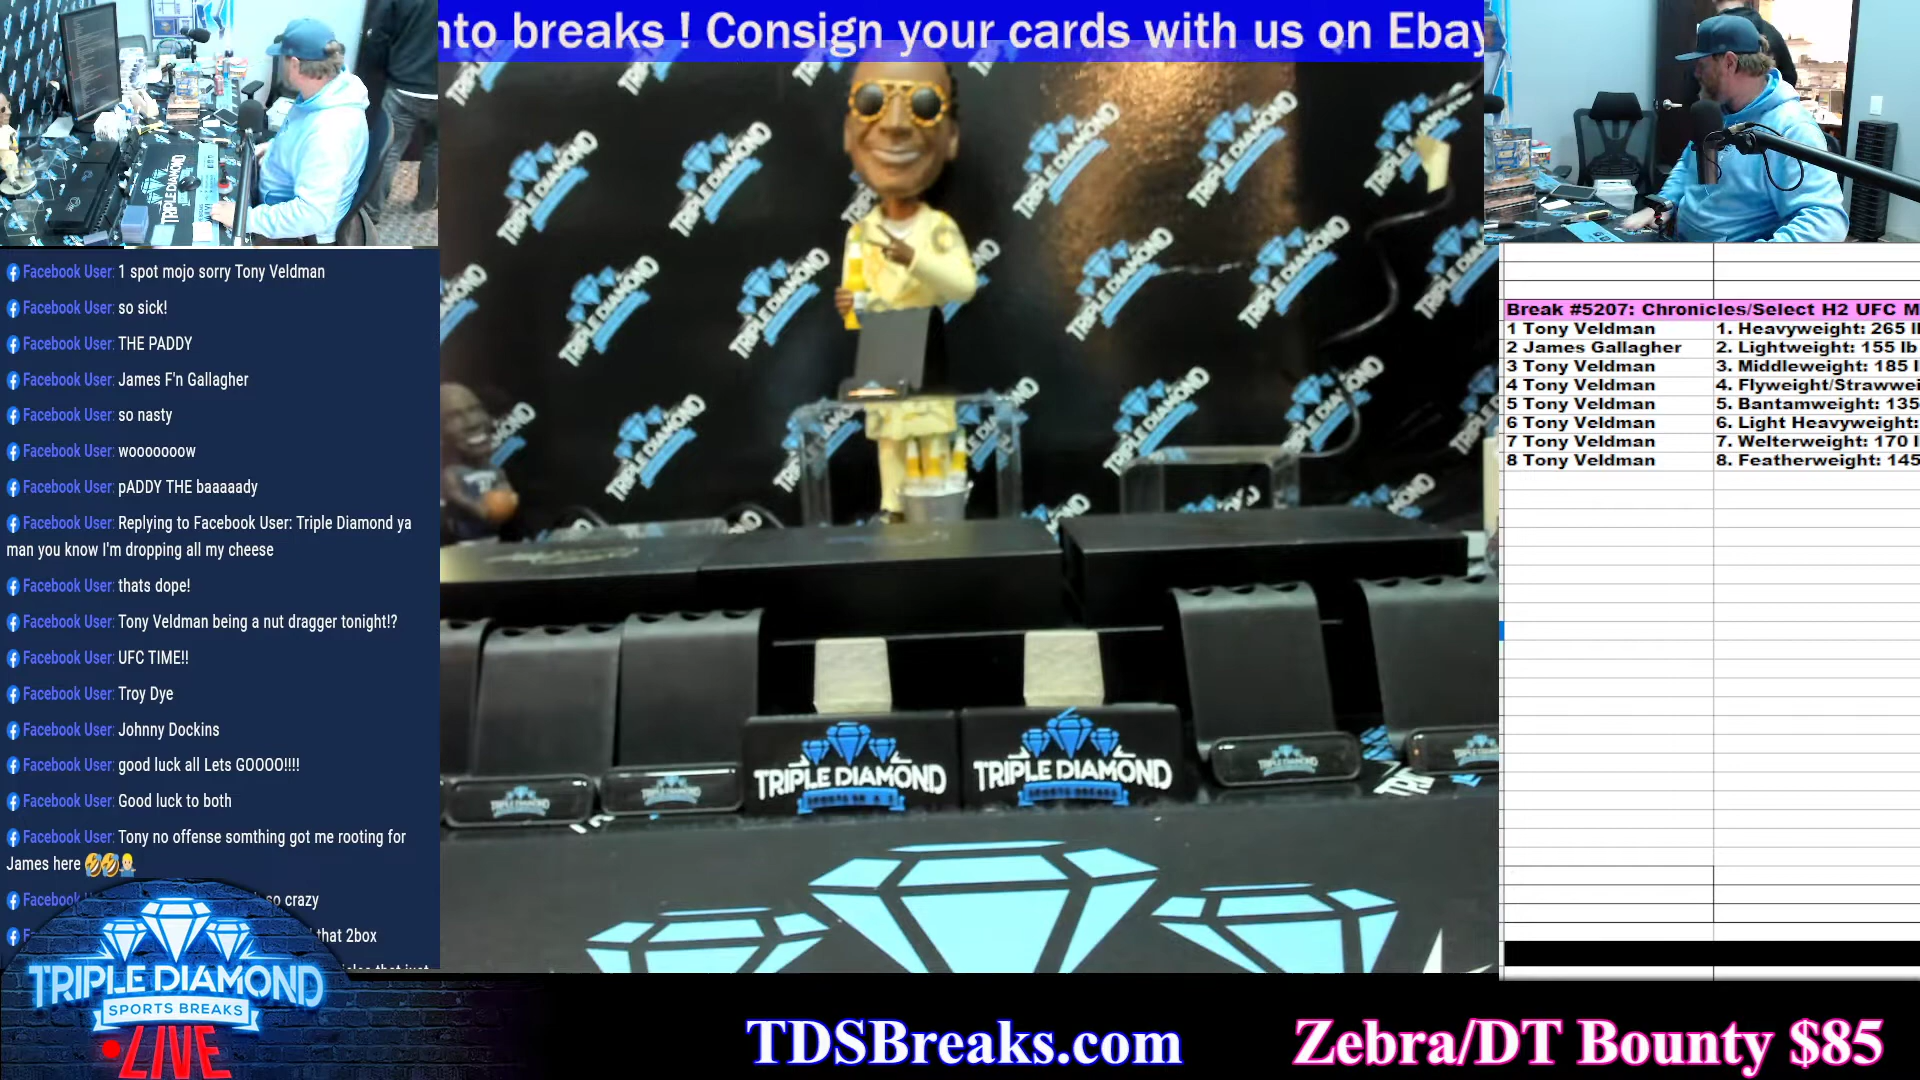 nto breaks ! Consign your cards with us on Ebay
Facebook User: 1 spot mojo sorry Tony Veldman
Facebook User: so sick!
Facebook User: THE PADDY
Facebook User: James F'n Gallagher
Facebook User: so nasty
Facebook User: wooooooow
Facebook User: pADDY THE baaaaady
Facebook User: Replying to Facebook User: Triple Diamond ya
man you know I'm dropping all my cheese
Facebook User: thats dope!
Facebook User: Tony Veldman being a nut dragger tonight!?
Facebook User: UFC TIME!!
Facebook User: Troy Dye
Facebook User: Johnny Dockins
Facebook User: good luck all Lets GOOOO!!!!
Facebook User: Good luck to both
Facebook User: Tony no offense somthing got me rooting for
James here 🤣🤣
Facebook
so crazy
that 2box
TRIPLE DIAMOND
SPORTS BREAKS
LIVE
TRIPLE DIAMOND
TRIPLE DIAMOND
TRIPLE DIAMOND
Break #5207: Chronicles/Select H2 UFC M
1 Tony Veldman 1. Heavyweight: 265 l
2 James Gallagher 2. Lightweight: 155 lb
3 Tony Veldman 3. Middleweight: 185 l
4 Tony Veldman 4. Flyweight/Strawwei
5 Tony Veldman 5. Bantamweight: 135
6 Tony Veldman 6. Light Heavyweight:
7 Tony Veldman 7. Welterweight: 170 l
8 Tony Veldman 8. Featherweight: 145
TDSBreaks.com
Zebra/DT Bounty $85